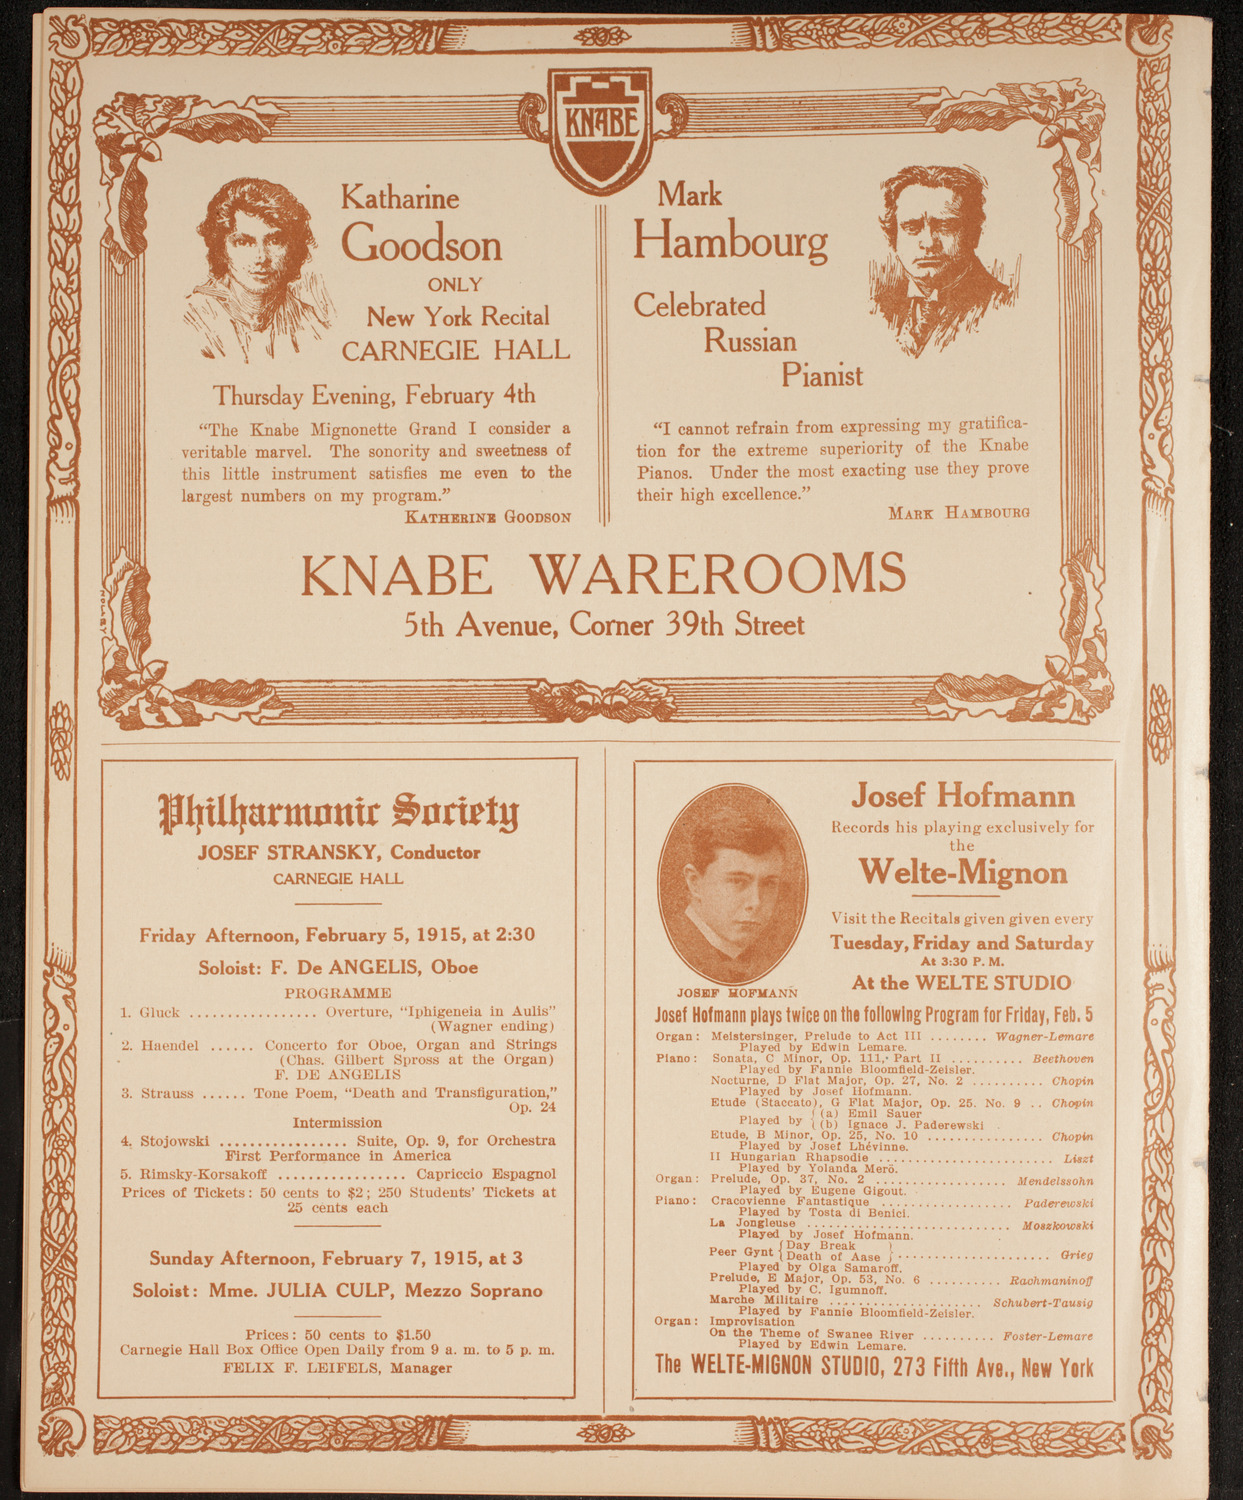 KNABE
Katharine
Goodson
ONLY
New York Recital
CARNEGIE HALL
Thursday Evening, February 4th
"The Knabe Mignonette Grand I consider a
veritable marvel. The sonority and sweetness of
this little instrument satisfies me even to the
largest numbers on my program."
KATHERINE GOODSON
Mark
Hambourg
Celebrated
Russian
Pianist
"I cannot refrain from expressing my gratifica-
tion for the extreme superiority of the Knabe
Pianos. Under the most exacting use they prove
their high excellence."
MARK HAMBOURG
KNABE WAREROOMS
5th Avenue, Corner 39th Street
Philharmonic Society
JOSEF STRANSKY, Conductor
CARNEGIE HALL
Friday Afternoon, February 5, 1915, at 2:30
Soloist: F. De ANGELIS, Oboe
PROGRAMME
1. Gluck ................ Overture, "Iphigeneia in Aulis"
(Wagner ending)
2. Haendel ...... Concerto for Oboe, Organ and Strings
(Chas. Gilbert Spross at the Organ)
F. DE ANGELIS
3. Strauss ...... Tone Poem, "Death and Transfiguration,"
Op. 24
Intermission
4. Stojowski ................ Suite, Op. 9, for Orchestra
First Performance in America
5. Rimsky-Korsakoff ................ Capriccio Espagnol
Prices of Tickets: 50 cents to $2; 250 Students' Tickets at
25 cents each
Sunday Afternoon, February 7, 1915, at 3
Soloist: Mme. JULIA CULP, Mezzo Soprano
Prices: 50 cents to $1.50
Carnegie Hall Box Office Open Daily from 9 a. m. to 5 p. m.
FELIX F. LEIFELS, Manager
JOSEF HOFMANN
Josef Hofmann
Records his playing exclusively for
the
Welte-Mignon
Visit the Recitals given given every
Tuesday, Friday and Saturday
At 3:30 P. M.
At the WELTE STUDIO
Josef Hofmann plays twice on the following Program for Friday, Feb. 5
Organ: Meistersinger, Prelude to Act III ........ Wagner-Lemare
Played by Edwin Lemare.
Piano: Sonata, C Minor, Op. 111, Part II .......... Beethoven
Played by Fannie Bloomfield-Zeisler.
Nocturne, D Flat Major, Op. 27, No. 2 .......... Chopin
Played by Josef Hofmann.
Etude (Staccato), G Flat Major, Op. 25. No. 9 .. Chopin
Played by { (a) Emil Sauer
{ (b) Ignace J. Paderewski
Etude, B Minor, Op. 25, No. 10 ................ Chopin
Played by Josef Lhévinne.
II Hungarian Rhapsodie ........................ Liszt
Played by Yolanda Merö.
Organ: Prelude, Op. 37, No. 2 .................. Mendelssohn
Played by Eugene Gigout.
Piano: Cracovienne Fantastique .................. Paderewski
Played by Tosta di Benici.
La Jongleuse ............................ Moszkowski
Played by Josef Hofmann.
Peer Gynt { Day Break
{ Death of Aase } ..................... Grieg
Played by Olga Samaroff.
Prelude, E Major, Op. 53, No. 6 .......... Rachmaninoff
Played by C. Igumnoff.
Marche Militaire ..................... Schubert-Tausig
Played by Fannie Bloomfield-Zeisler.
Organ: Improvisation
On the Theme of Swanee River .......... Foster-Lemare
Played by Edwin Lemare.
The WELTE-MIGNON STUDIO, 273 Fifth Ave., New York